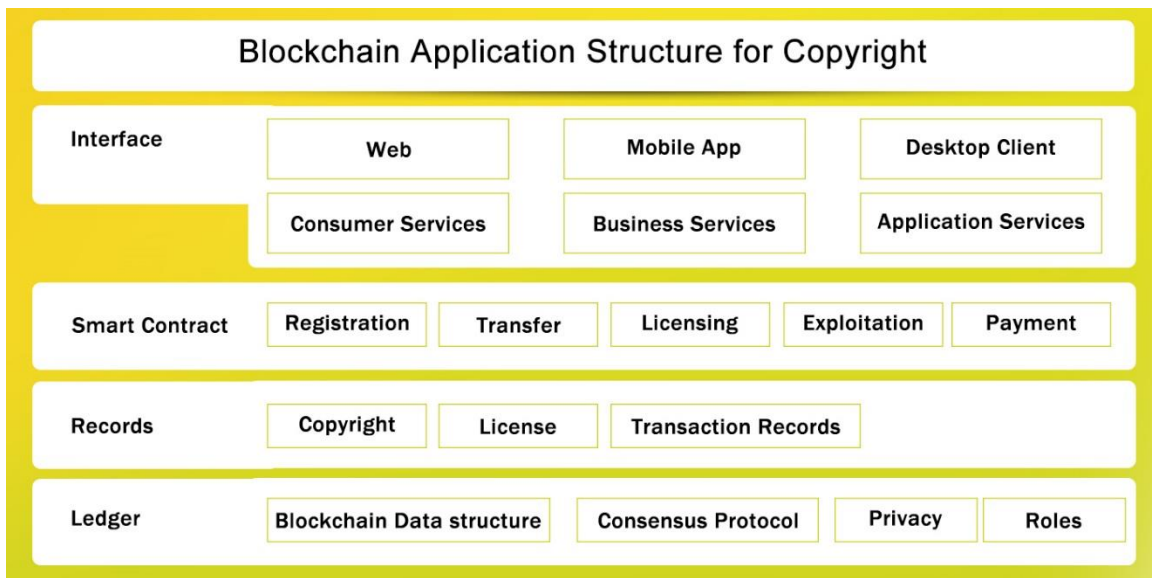 Blockchain Application Structure for Copyright
Interface
Web
Mobile App
Desktop Client
Consumer Services
Business Services
Application Services
Smart Contract
Registration
Transfer
Licensing
Exploitation
Payment
Records
Copyright
License
Transaction Records
Ledger
Blockchain Data structure
Consensus Protocol
Privacy
Roles